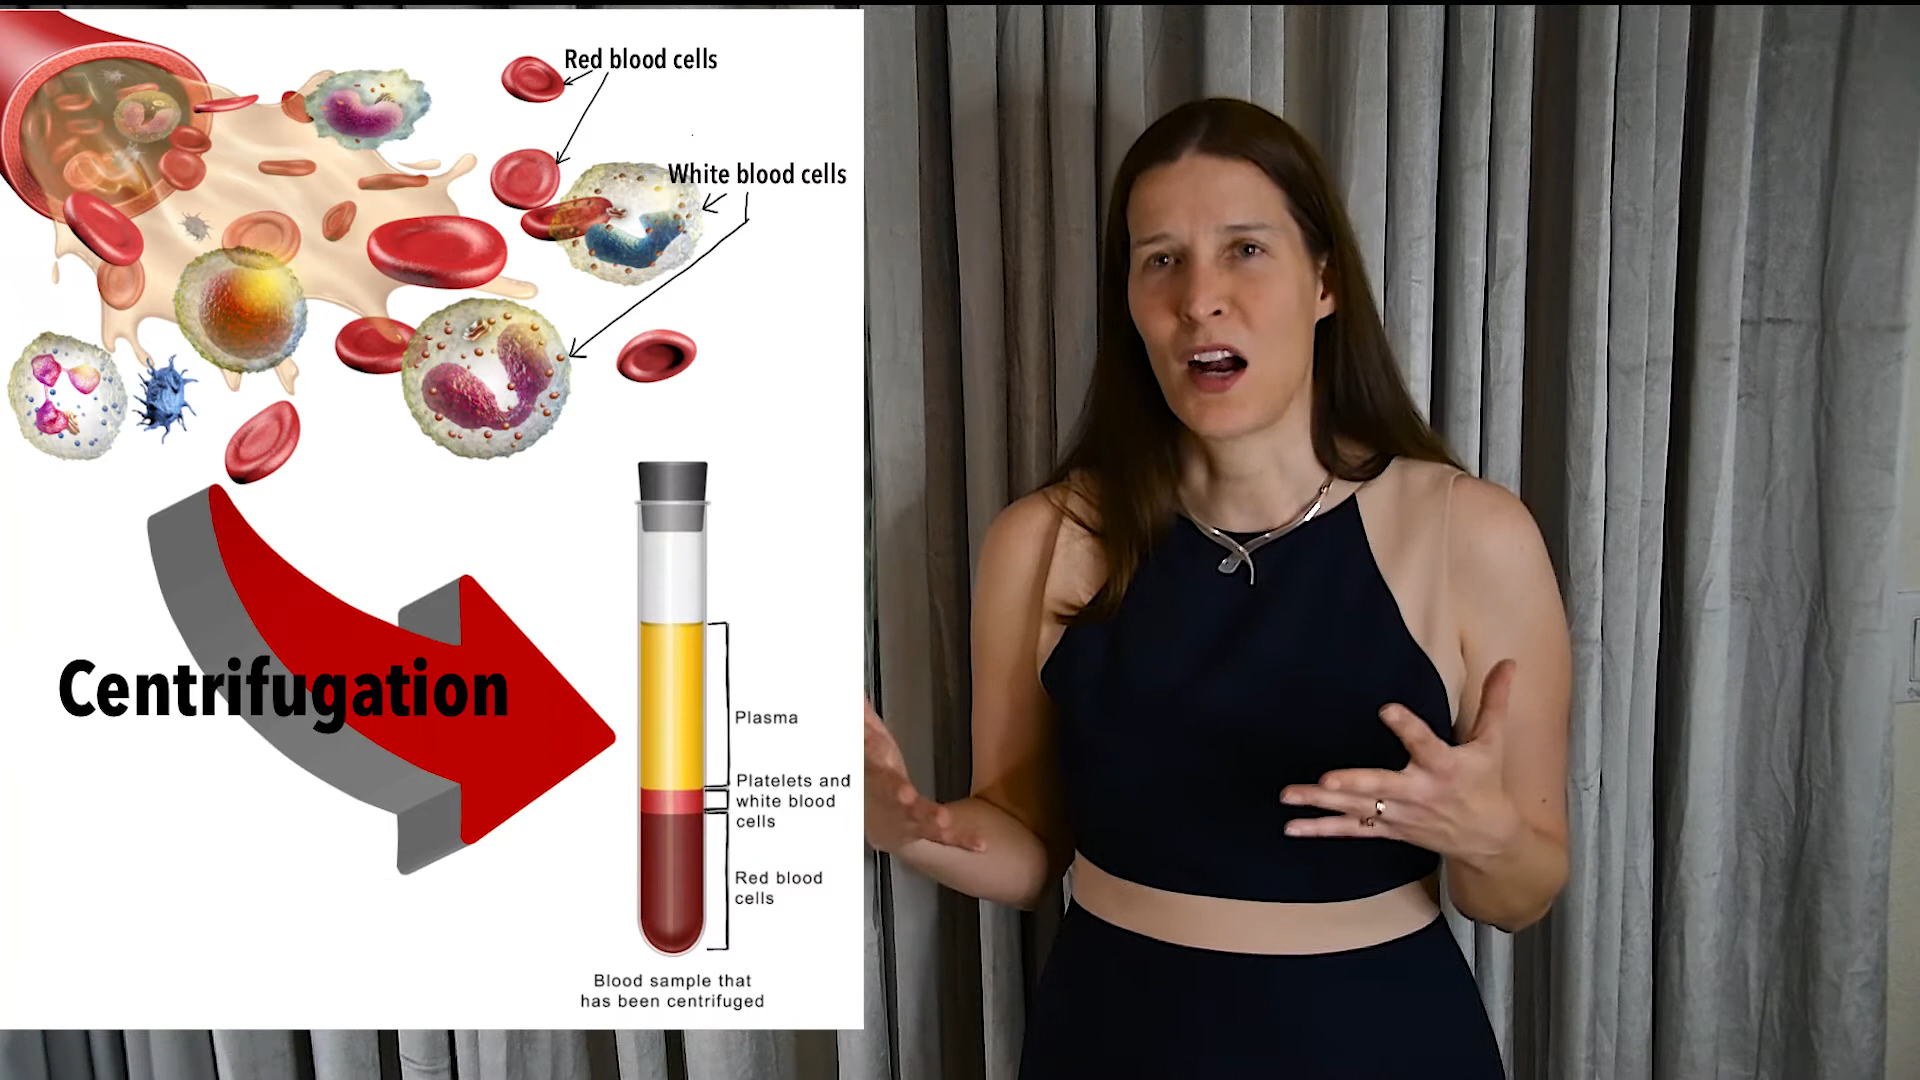 Red blood cells
White blood cells
Centrifugation
Plasma
Platelets and
white blood
cells
Red blood
cells
Blood sample that
has been centrifuged